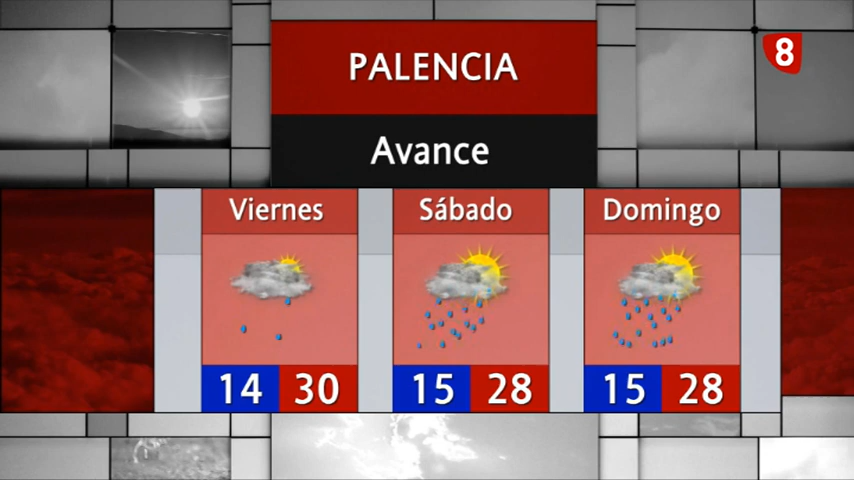 8
PALENCIA
Avance
Viernes
Sábado
Domingo
14 30
15 28
15 28